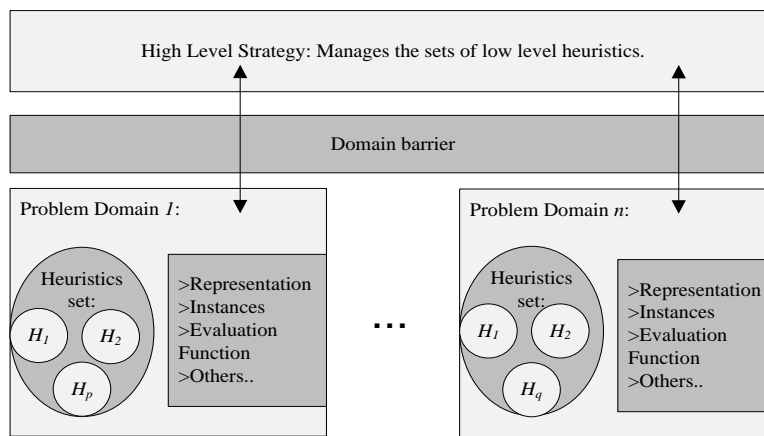 High Level Strategy: Manages the sets of low level heuristics.
Domain barrier
Problem Domain 1:
Heuristics
set:
H1
H2
Hp
>Representation
>Instances
>Evaluation
Function
>Others..
...
Problem Domain n:
Heuristics
set:
H1
H2
Hq
>Representation
>Instances
>Evaluation
Function
>Others..